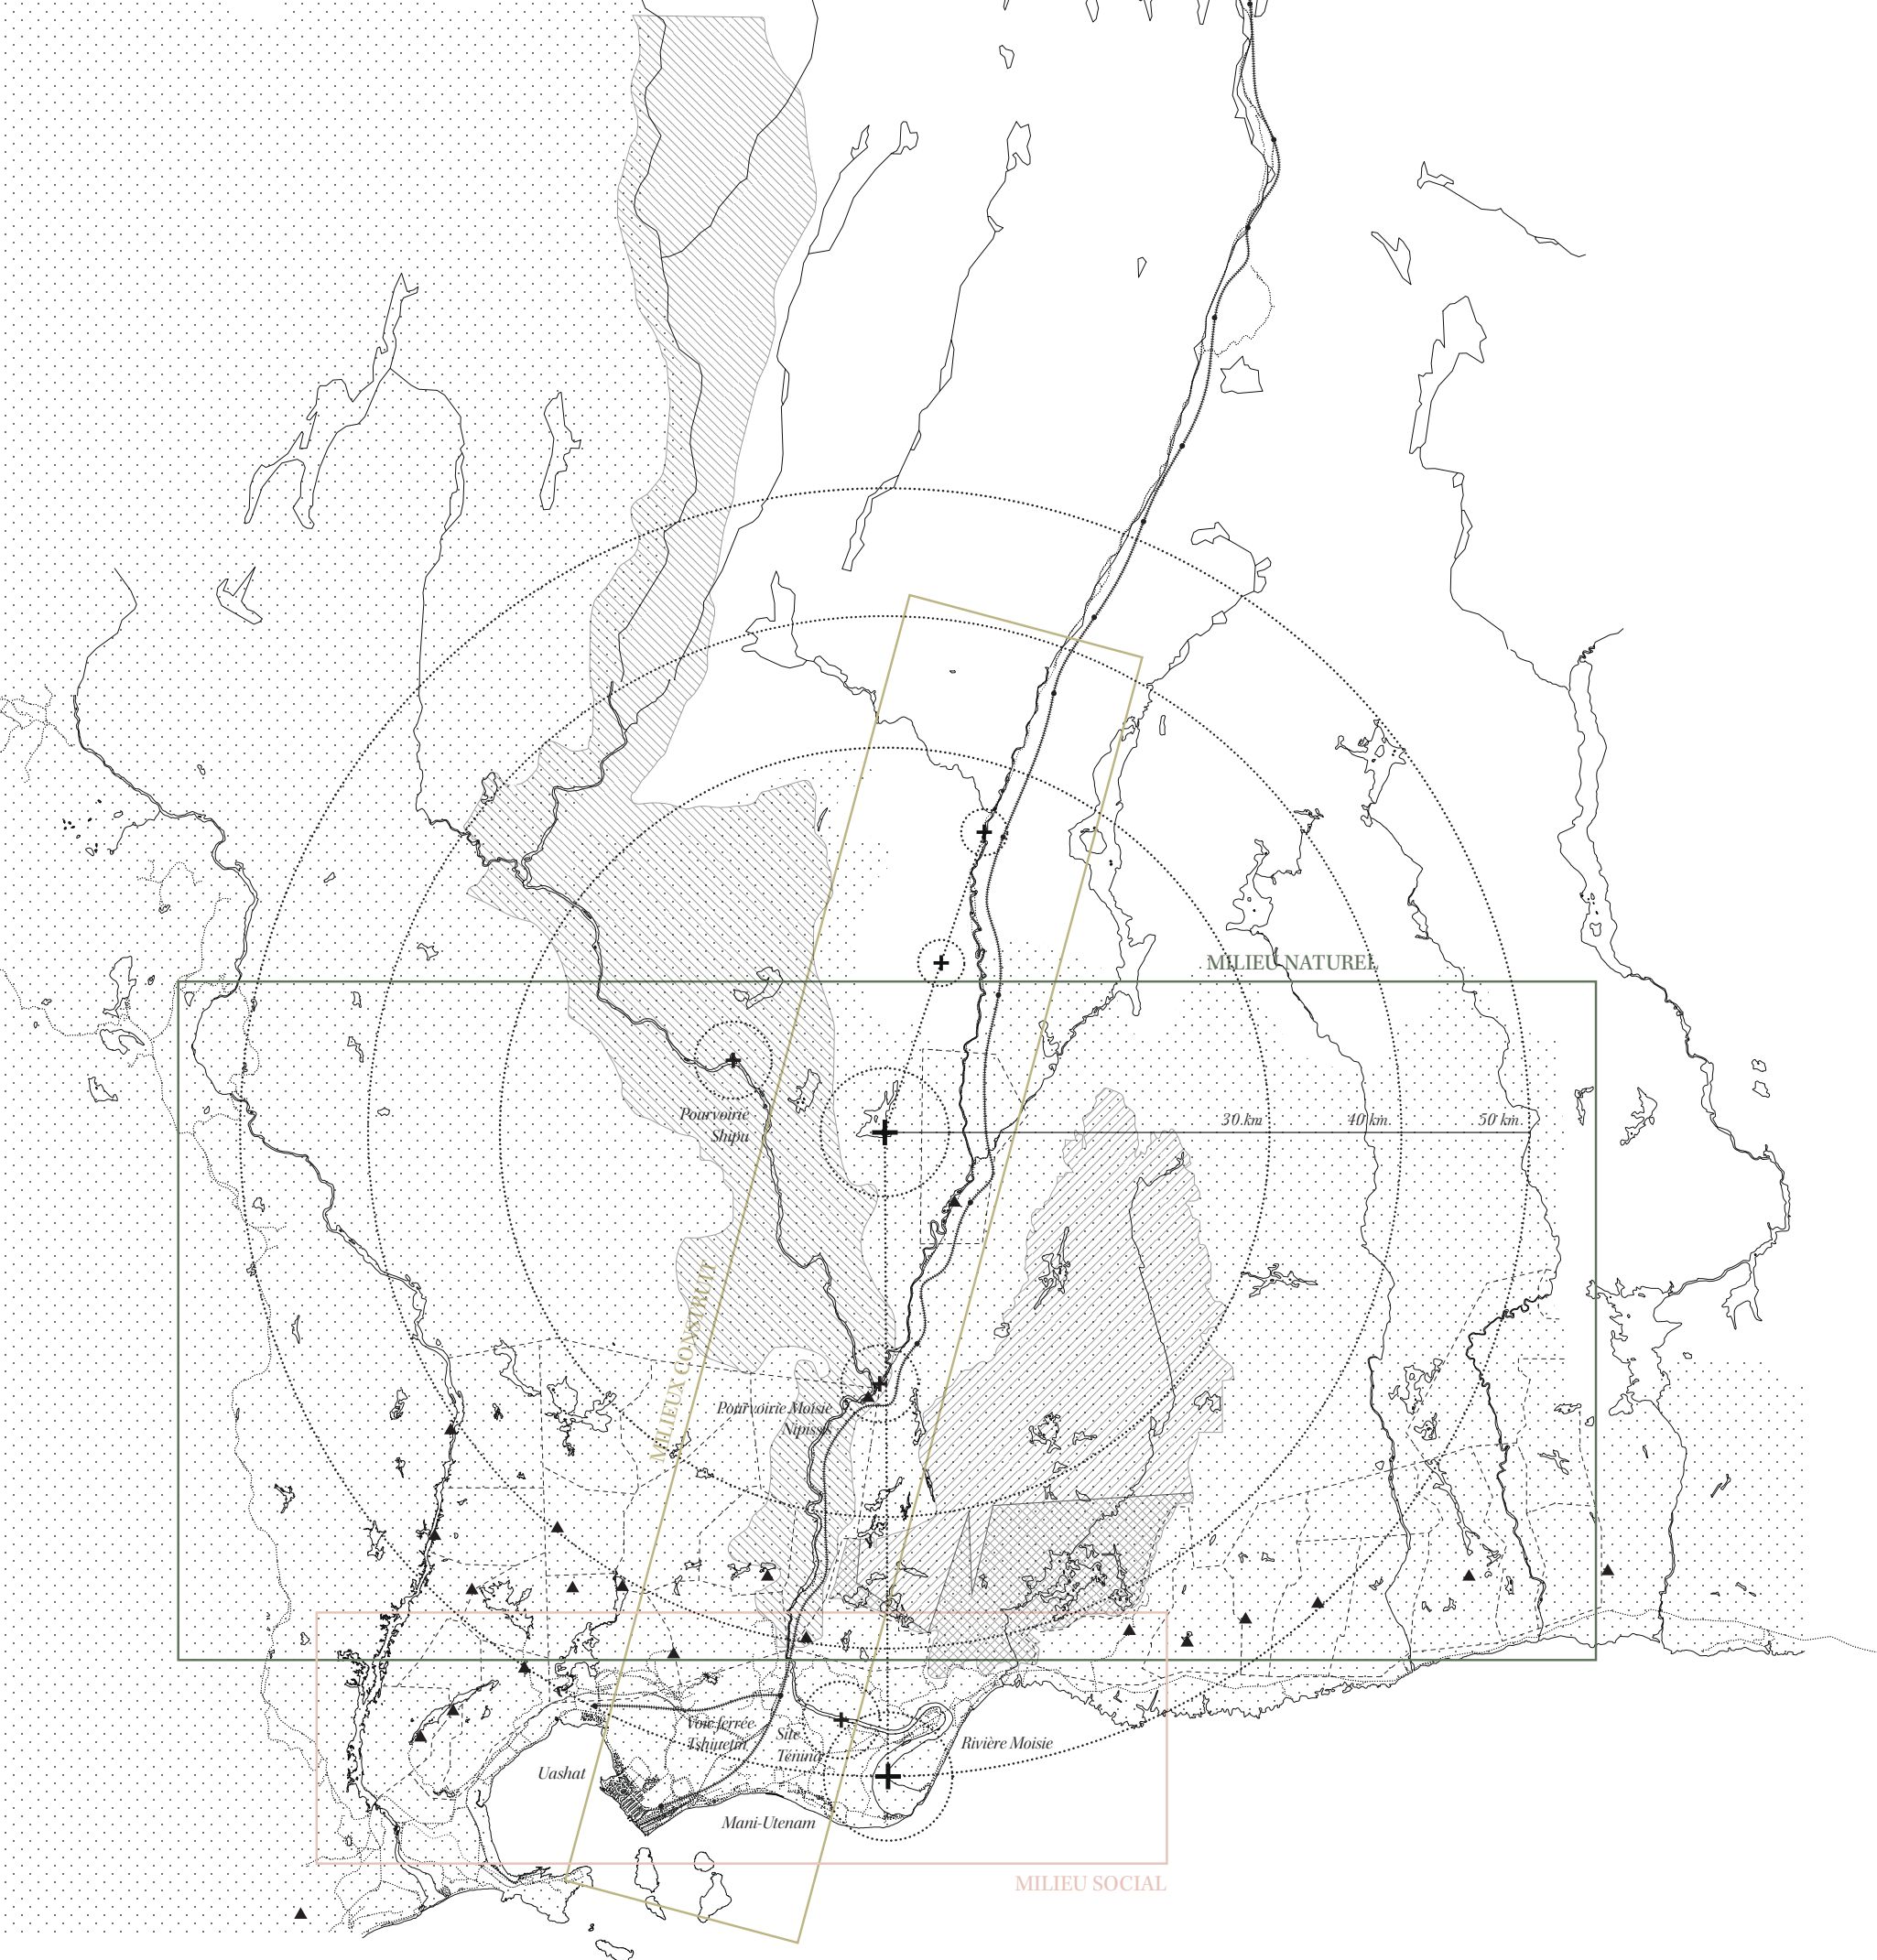 MILIEU NATUREL
Pourvoirie
Shipu
30 km
40 km
50 km
MILIEUX CONSTRUIT
Pourvoirie Moisie
Nipissis
Voie ferrée
Tshiuetin
Site
Ténina
Rivière Moisie
Uashat
Mani-Utenam
MILIEU SOCIAL